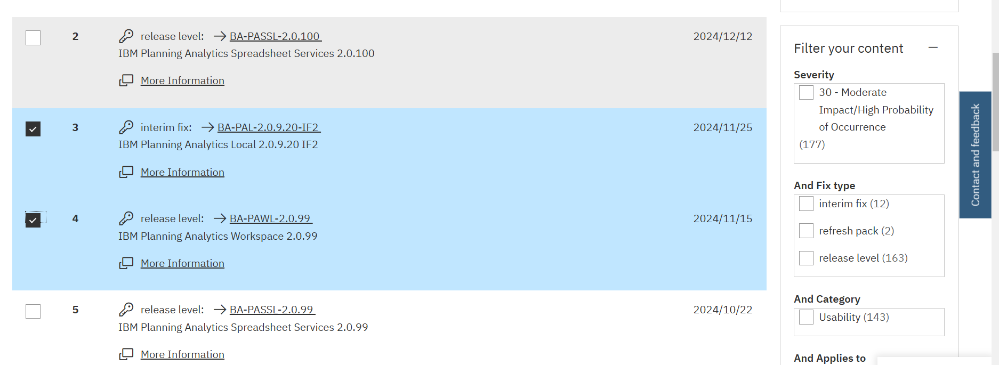 2 release level: BA-PASSL-2.0.100 2024/12/12
IBM Planning Analytics Spreadsheet Services 2.0.100
More Information
3 interim fix: BA-PAL-2.0.9.20-IF2 2024/11/25
IBM Planning Analytics Local 2.0.9.20 IF2
More Information
4 release level: BA-PAWL-2.0.99 2024/11/15
IBM Planning Analytics Workspace 2.0.99
More Information
5 release level: BA-PASSL-2.0.99 2024/10/22
IBM Planning Analytics Spreadsheet Services 2.0.99
More Information
Filter your content
Severity
30 - Moderate
Impact/High Probability
of Occurrence
(177)
And Fix type
interim fix (12)
refresh pack (2)
release level (163)
And Category
Usability (143)
And Applies to
Contact and feedback